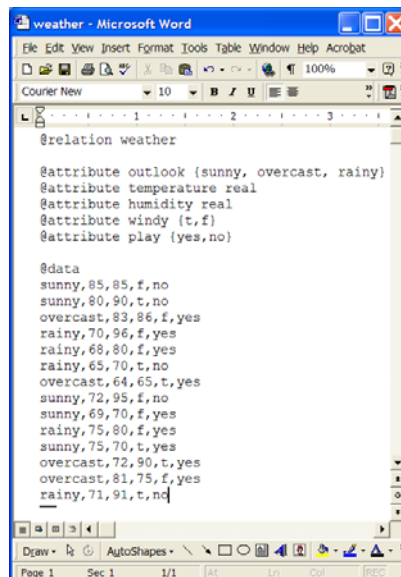 weather - Microsoft Word
File Edit View Insert Format Tools Table Window Help Acrobat
100%
Courier New 10 B I U
1 2 3
@relation weather
@attribute outlook {sunny, overcast, rainy}
@attribute temperature real
@attribute humidity real
@attribute windy {t,f}
@attribute play {yes,no}
@data
sunny,85,85,f,no
sunny,80,90,t,no
overcast,83,86,f,yes
rainy,70,96,f,yes
rainy,68,80,f,yes
rainy,65,70,t,no
overcast,64,65,t,yes
sunny,72,95,f,no
sunny,69,70,f,yes
rainy,75,80,f,yes
sunny,75,70,t,yes
overcast,72,90,t,yes
overcast,81,75,f,yes
rainy,71,91,t,no
Draw AutoShapes
Page 1 Sec 1 1/1 At Ln Col REC